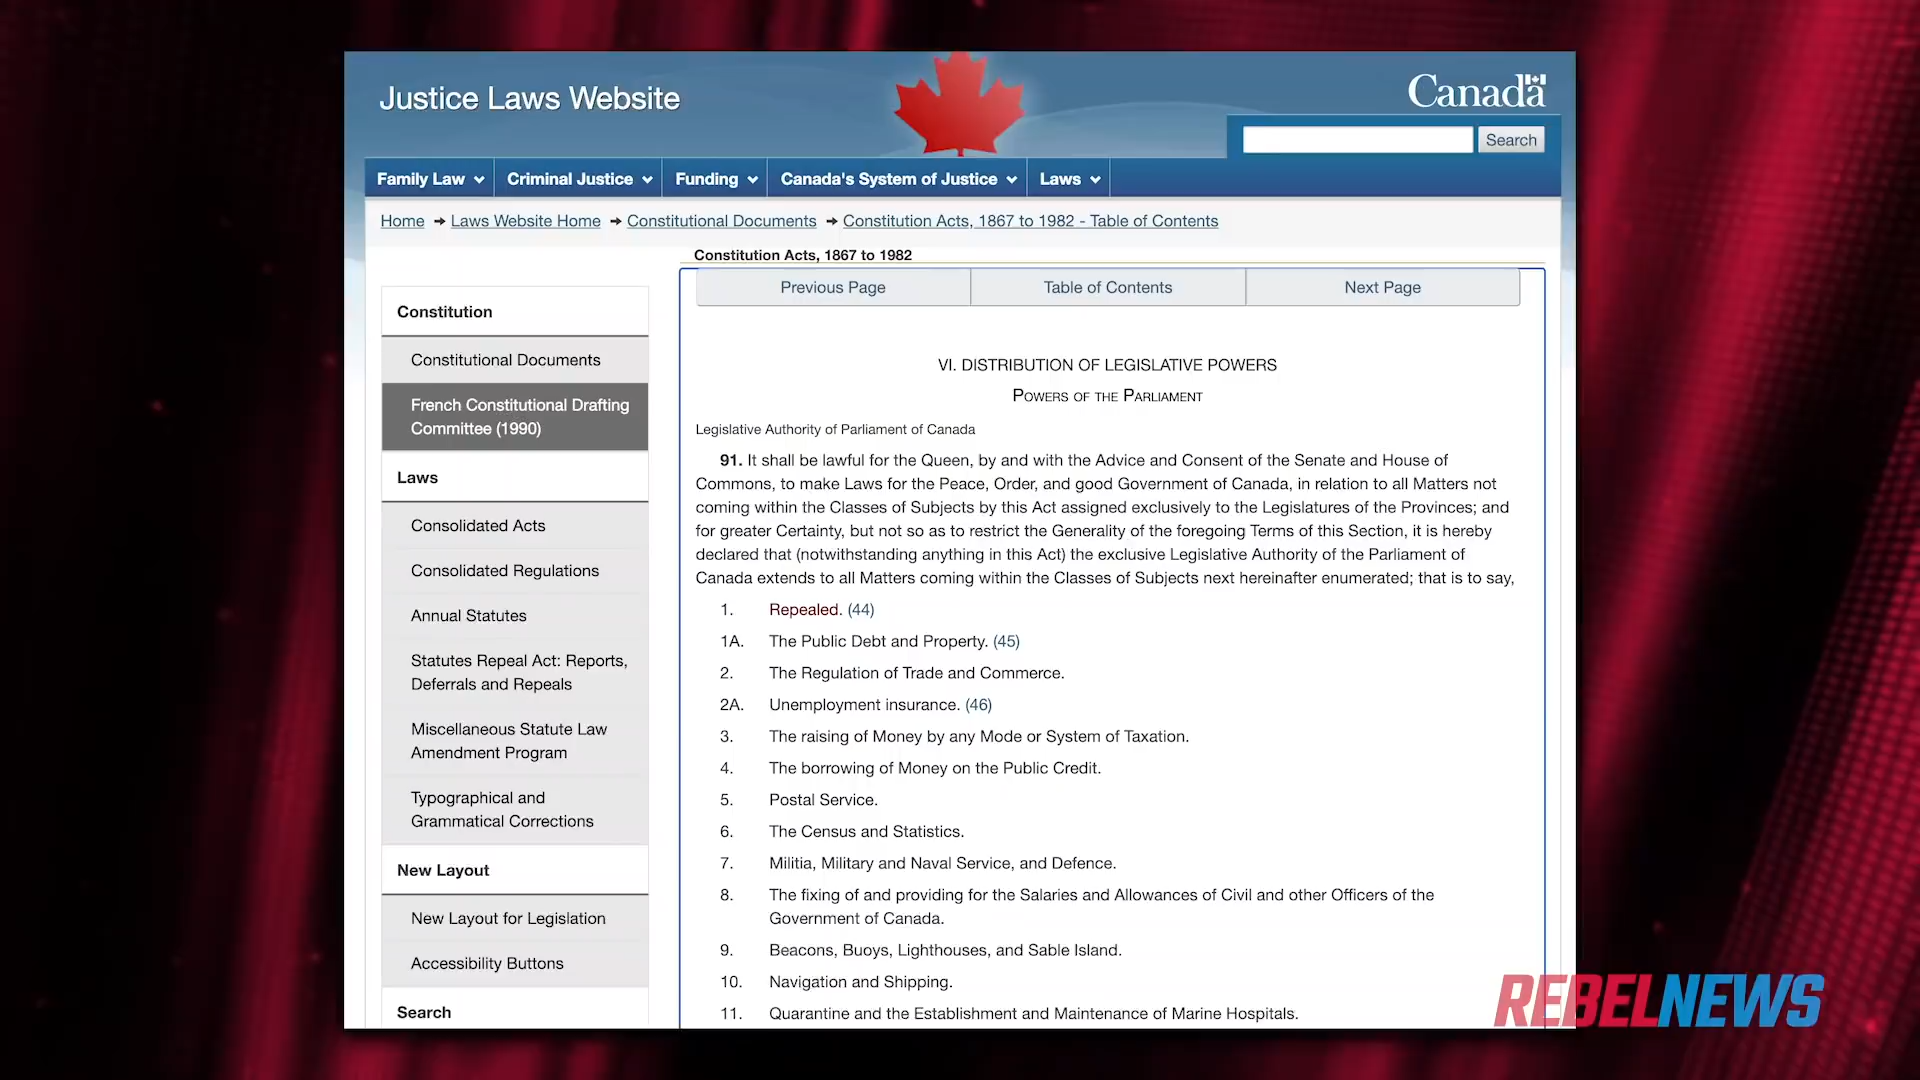 Justice Laws Website
Canada
Search
Family Law
Criminal Justice
Funding
Canada's System of Justice
Laws
Home → Laws Website Home → Constitutional Documents → Constitution Acts, 1867 to 1982 - Table of Contents
Constitution
Constitutional Documents
French Constitutional Drafting
Committee (1990)
Laws
Consolidated Acts
Consolidated Regulations
Annual Statutes
Statutes Repeal Act: Reports,
Deferrals and Repeals
Miscellaneous Statute Law
Amendment Program
Typographical and
Grammatical Corrections
New Layout
New Layout for Legislation
Accessibility Buttons
Search
Constitution Acts, 1867 to 1982
Previous Page
Table of Contents
Next Page
VI. DISTRIBUTION OF LEGISLATIVE POWERS
POWERS OF THE PARLIAMENT
Legislative Authority of Parliament of Canada
91. It shall be lawful for the Queen, by and with the Advice and Consent of the Senate and House of
Commons, to make Laws for the Peace, Order, and good Government of Canada, in relation to all Matters not
coming within the Classes of Subjects by this Act assigned exclusively to the Legislatures of the Provinces; and
for greater Certainty, but not so as to restrict the Generality of the foregoing Terms of this Section, it is hereby
declared that (notwithstanding anything in this Act) the exclusive Legislative Authority of the Parliament of
Canada extends to all Matters coming within the Classes of Subjects next hereinafter enumerated; that is to say,
1. Repealed. (44)
1A. The Public Debt and Property. (45)
2. The Regulation of Trade and Commerce.
2A. Unemployment insurance. (46)
3. The raising of Money by any Mode or System of Taxation.
4. The borrowing of Money on the Public Credit.
5. Postal Service.
6. The Census and Statistics.
7. Militia, Military and Naval Service, and Defence.
8. The fixing of and providing for the Salaries and Allowances of Civil and other Officers of the
Government of Canada.
9. Beacons, Buoys, Lighthouses, and Sable Island.
10. Navigation and Shipping.
11. Quarantine and the Establishment and Maintenance of Marine Hospitals.
REBELNEWS